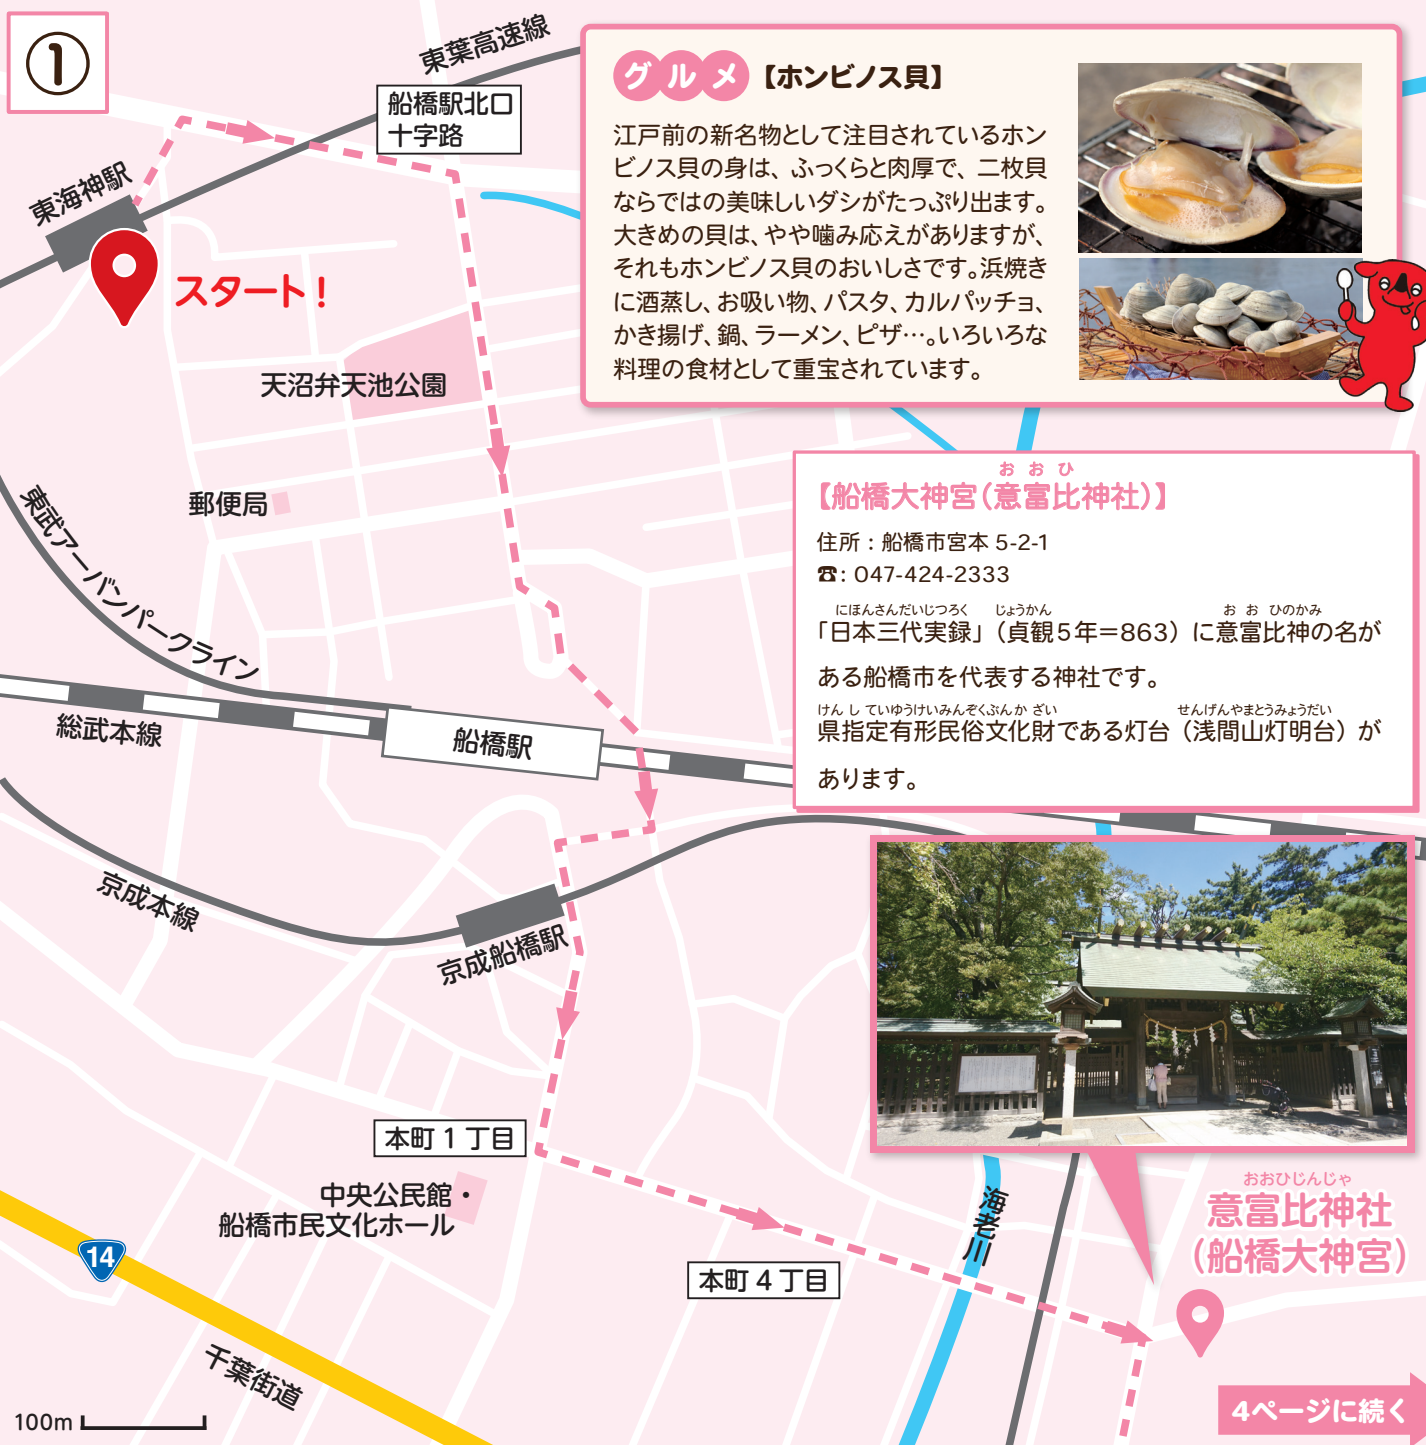 ①
東葉高速線
船橋駅北口
十字路
東海神駅
スタート！
天沼弁天池公園
郵便局
東武アーバンパークライン
総武本線
船橋駅
京成本線
京成船橋駅
本町 1 丁目
中央公民館・
船橋市民文化ホール
14
千葉街道
100m
本町 4 丁目
海老川
グルメ【ホンビノス貝】
江戸前の新名物として注目されているホン
ビノス貝の身は、ふっくらと肉厚で、二枚貝
ならではの美味しいダシがたっぷり出ます。
大きめの貝は、やや噛み応えがありますが、
それもホンビノス貝のおいしさです。浜焼き
に酒蒸し、お吸い物、パスタ、カルパッチョ、
かき揚げ、鍋、ラーメン、ピザ…。いろいろな
料理の食材として重宝されています。
おおひ
【船橋大神宮（意富比神社）】
住所：船橋市宮本 5-2-1
☎：047-424-2333
にほんさんだいじつろく じょうかん おおひのかみ
「日本三代実録」（貞観5年＝863）に意富比神の名が
ある船橋市を代表する神社です。
けんしていゆうけいみんぞくぶんかざい せんげんやまとうみょうだい
県指定有形民俗文化財である灯台（浅間山灯明台）が
あります。
おおひじんじゃ
意富比神社
（船橋大神宮）
4ページに続く